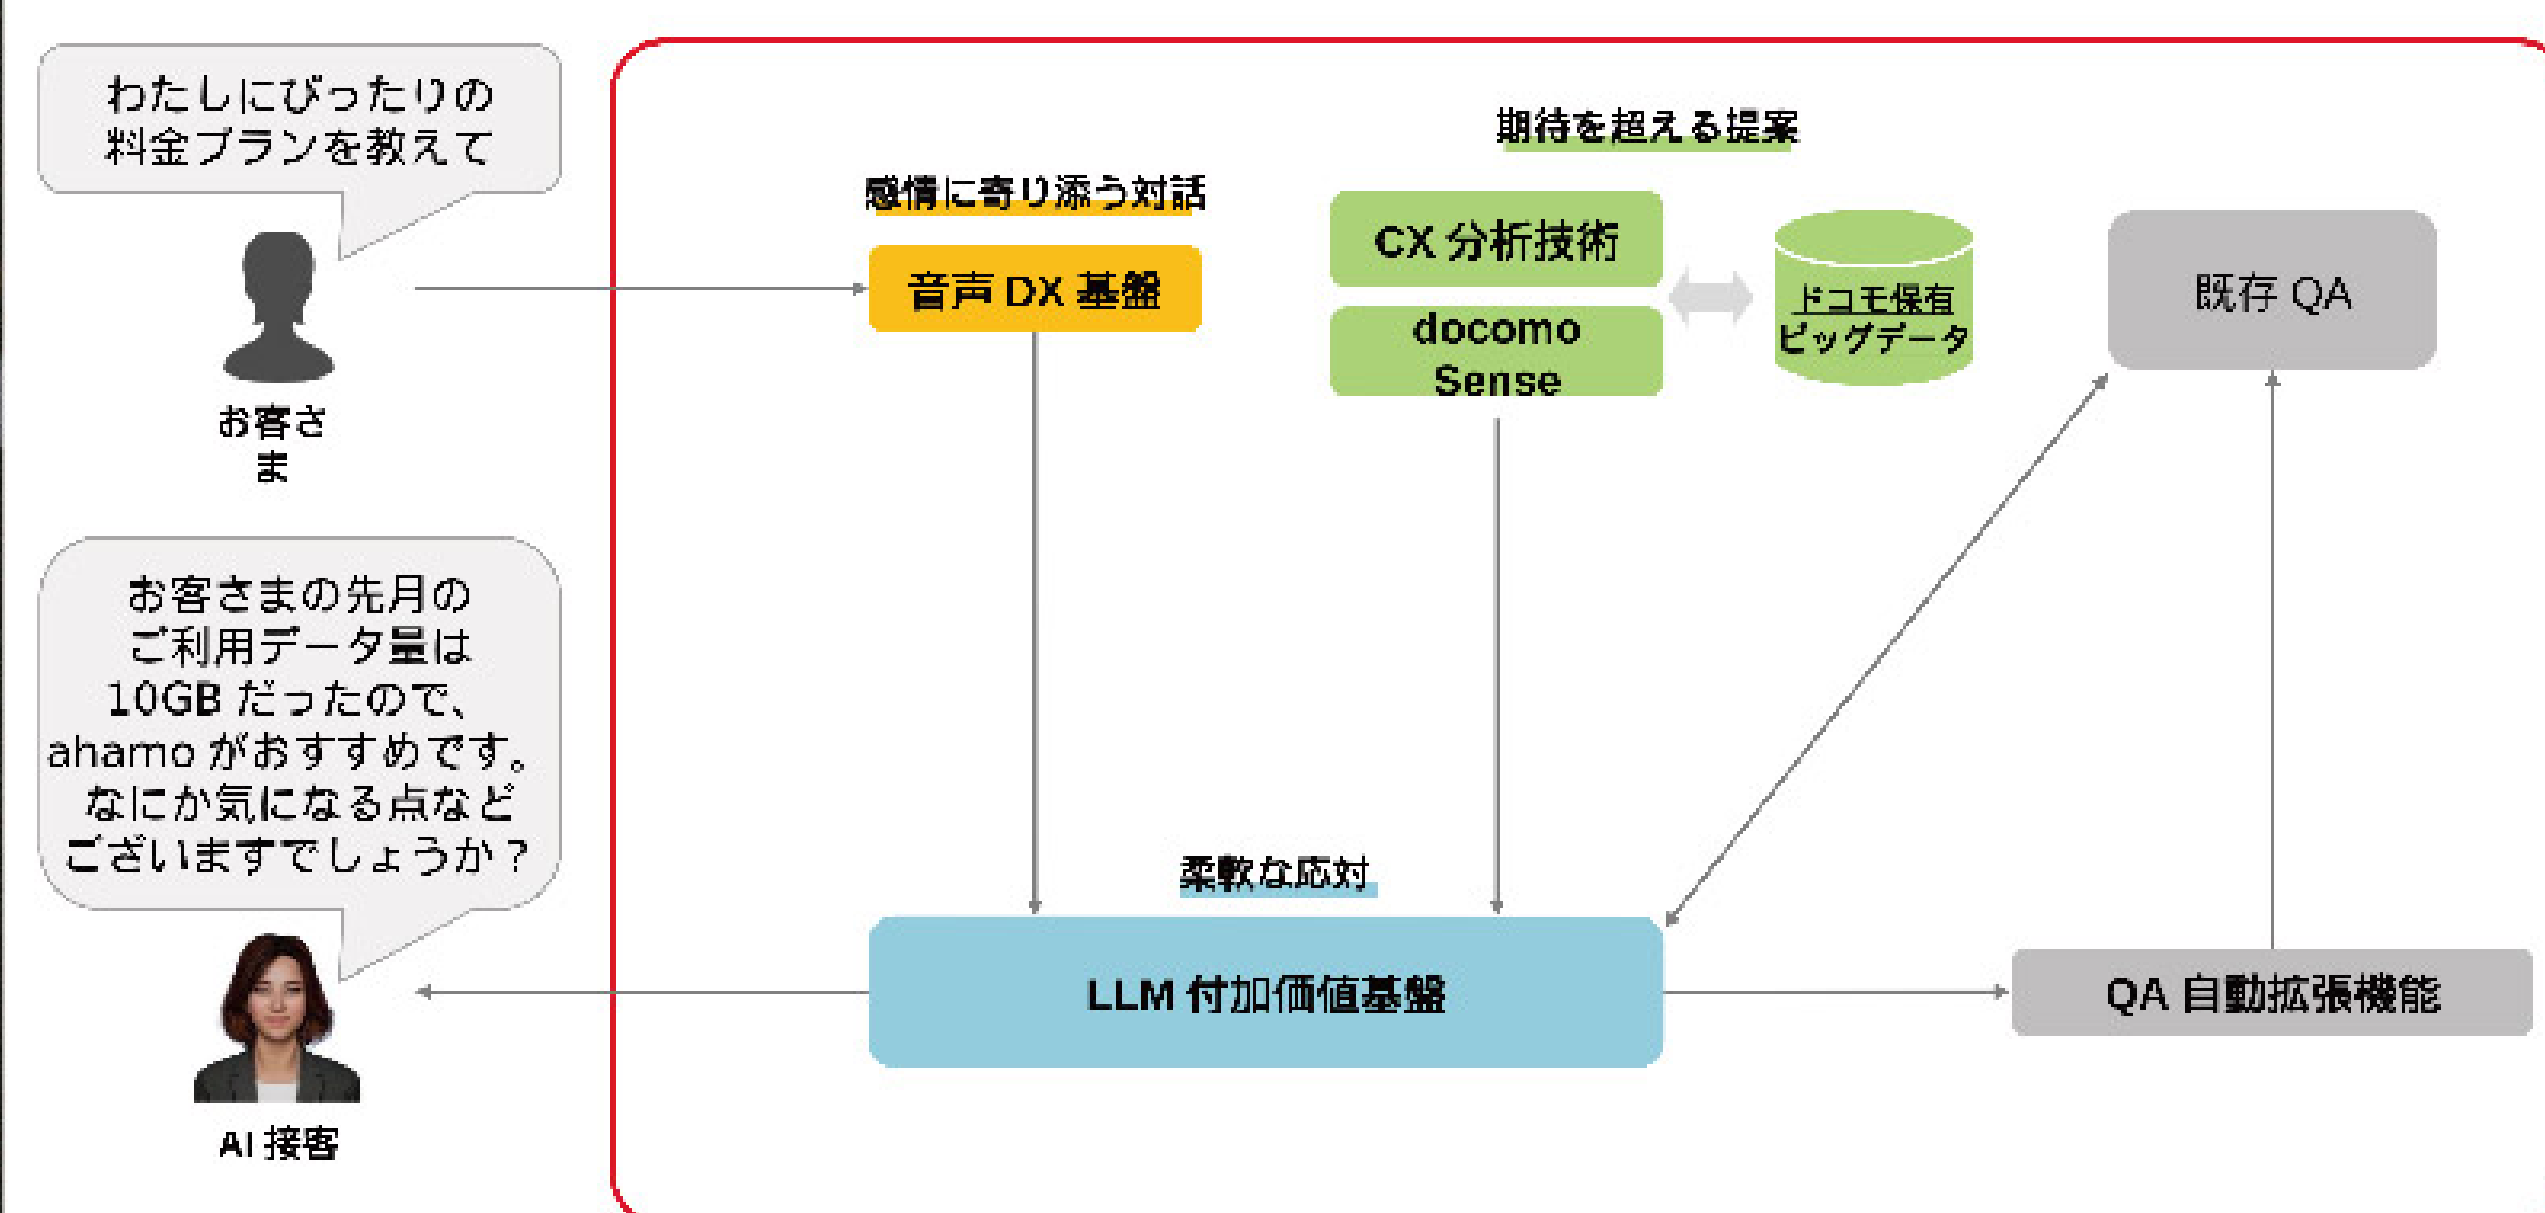 わたしにぴったりの
料金プランを教えて
お客さ
ま
お客さまの先月の
ご利用データ量は
10GB だったので、
ahamo がおすすめです。
なにか気になる点など
ございますでしょうか？
AI 接客
感情に寄り添う対話
音声 DX 基盤
期待を超える提案
CX 分析技術
docomo
Sense
ドコモ保有
ビッグデータ
既存 QA
柔軟な応対
LLM 付加価値基盤
QA 自動拡張機能